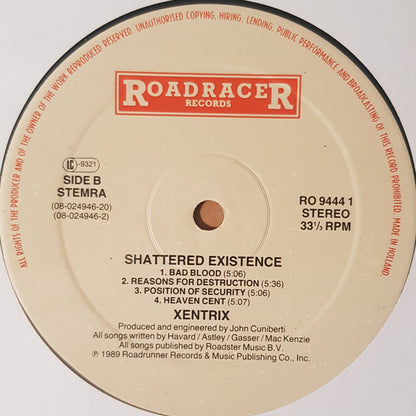 ALL RIGHTS OF THE PRODUCER AND OF THE OWNER OF THE WORK REPRODUCED RESERVED. UNAUTHORISED COPYING, HIRING, LENDING, PUBLIC PERFORMANCE AND BROADCASTING OF THIS RECORD PROHIBITED. MADE IN HOLLAND
ROADRACER
RECORDS
LC-9321
SIDE B
STEMRA
(08-024946-20)
(08-024946-2)
RO 9444 1
STEREO
33⅓ RPM
SHATTERED EXISTENCE
1. BAD BLOOD (5:06)
2. REASONS FOR DESTRUCTION (5:36)
3. POSITION OF SECURITY (5:06)
4. HEAVEN CENT (5:07)
XENTRIX
Produced and engineered by John Cuniberti
All songs written by Havard / Astley / Gasser / Mac Kenzie
All songs published by Roadster Music B.V.
℗ 1989 Roadrunner Records & Music Publishing Co., Inc.